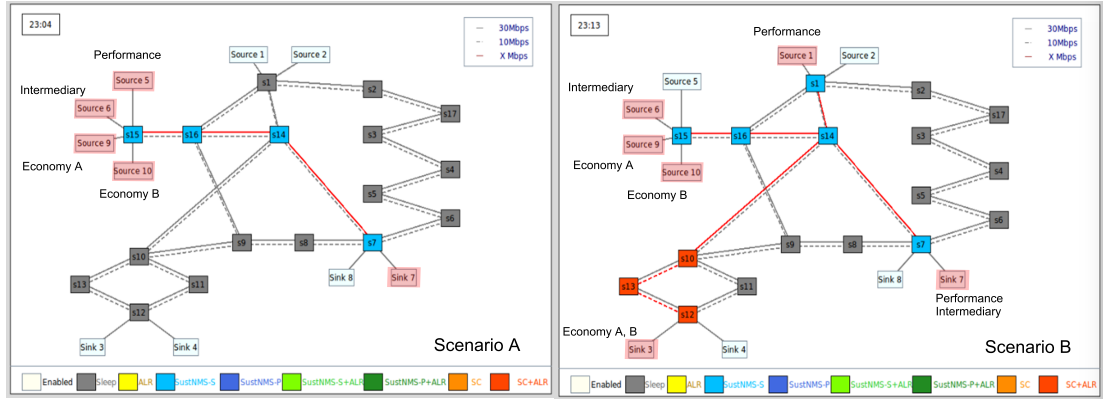 23:04
30Mbps
10Mbps
X Mbps
Performance
Source 1
Source 2
Source 5
Intermediary
Source 6
Source 9
Economy A
Source 10
Economy B
s1
s2
s17
s15
s16
s14
s3
s4
s5
s6
s9
s8
s7
s10
s13
s11
s12
Sink 8
Sink 7
Sink 3
Sink 4
Scenario A
Enabled
Sleep
ALR
SustNMS-S
SustNMS-P
SustNMS-S+ALR
SustNMS-P+ALR
SC
SC+ALR
23:13
30Mbps
10Mbps
X Mbps
Performance
Source 1
Source 2
Source 5
Intermediary
Source 6
Source 9
Economy A
Source 10
Economy B
s1
s2
s17
s15
s16
s14
s3
s4
s5
s6
s9
s8
s7
s10
s13
s11
s12
Sink 8
Sink 7
Performance
Intermediary
Economy A, B
Sink 3
Sink 4
Scenario B
Enabled
Sleep
ALR
SustNMS-S
SustNMS-P
SustNMS-S+ALR
SustNMS-P+ALR
SC
SC+ALR